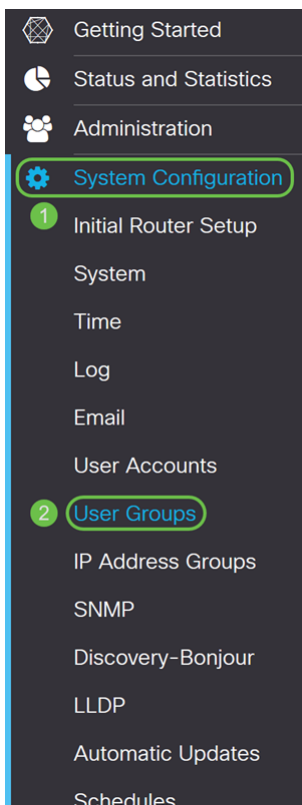 Getting Started
Status and Statistics
Administration
System Configuration
1
Initial Router Setup
System
Time
Log
Email
User Accounts
2 User Groups
IP Address Groups
SNMP
Discovery-Bonjour
LLDP
Automatic Updates
Schedules